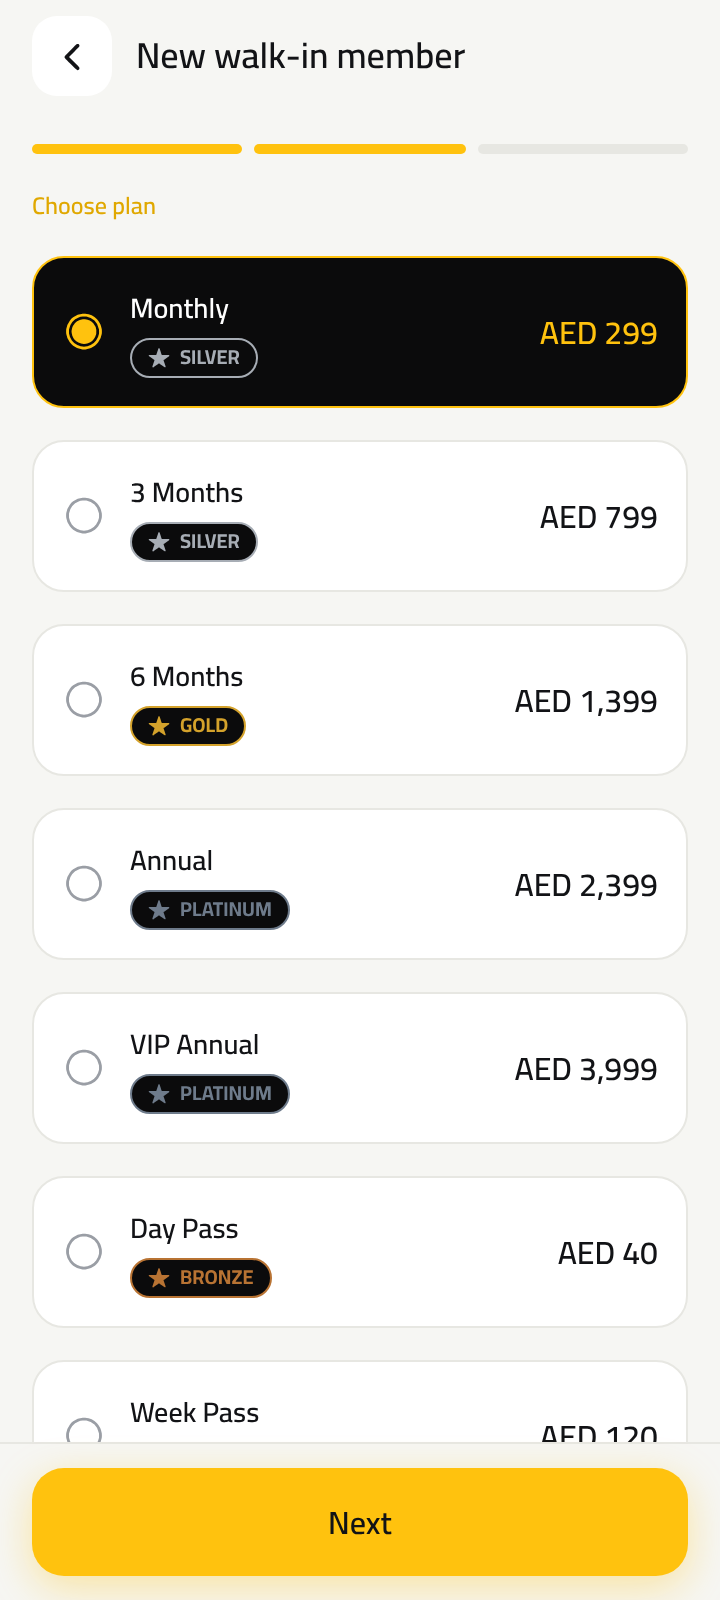 New walk-in member
Choose plan
Monthly
SILVER
AED 299
3 Months
SILVER
AED 799
6 Months
GOLD
AED 1,399
Annual
PLATINUM
AED 2,399
VIP Annual
PLATINUM
AED 3,999
Day Pass
BRONZE
AED 40
Week Pass
AED 120
Next